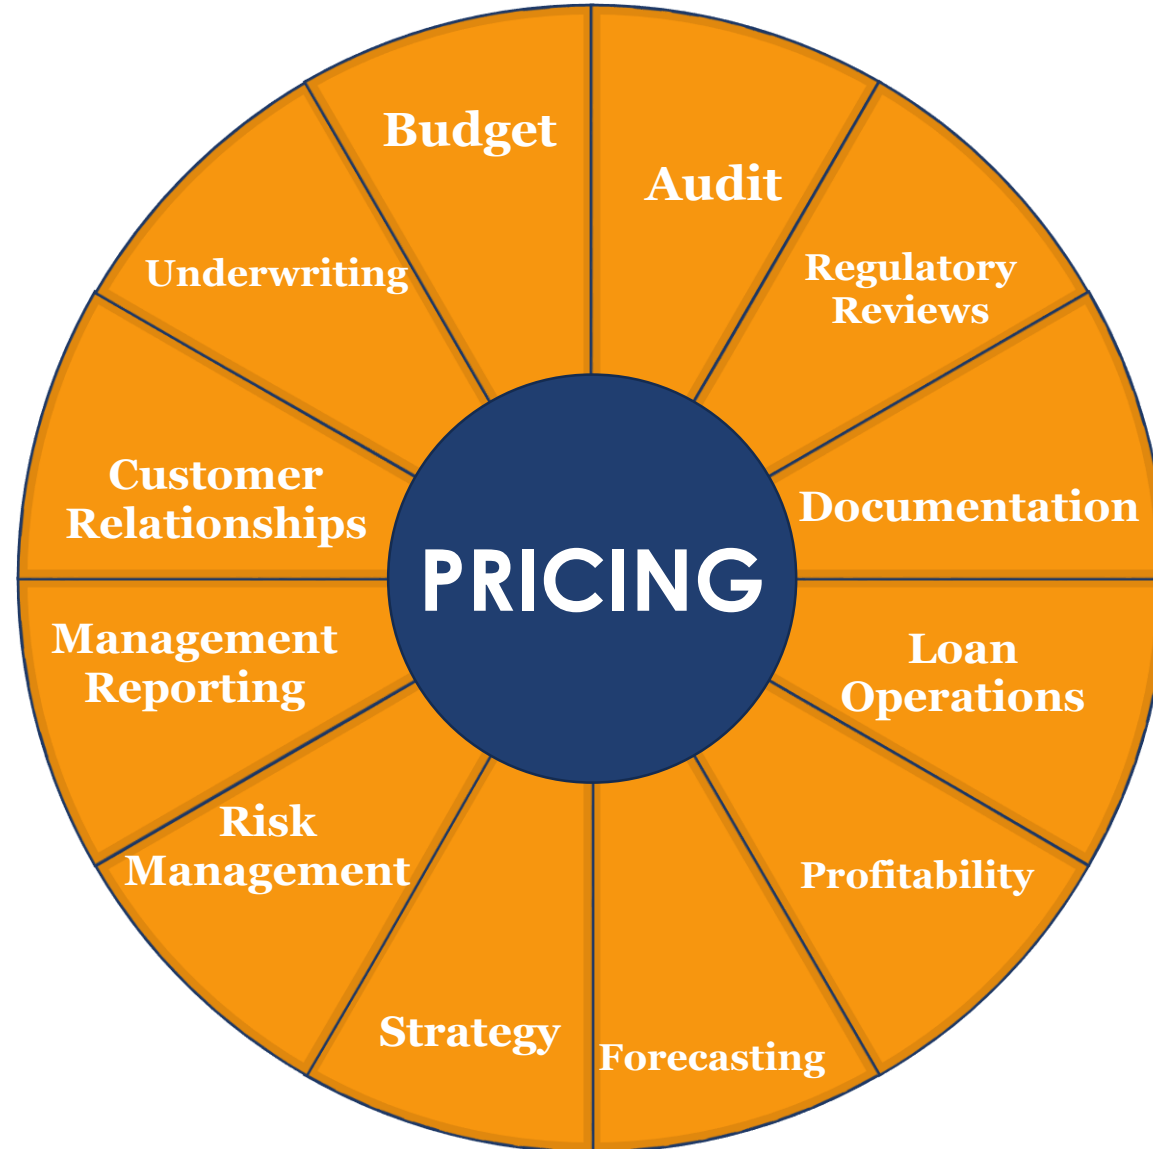 Budget
Audit
Underwriting
Regulatory
Reviews
Customer
Relationships
Documentation
PRICING
Management
Reporting
Loan
Operations
Risk
Management
Profitability
Strategy
Forecasting